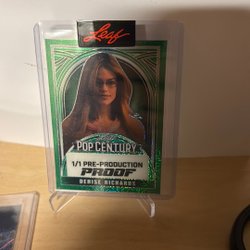 Leaf
POP CENTURY
1/1 PRE-PRODUCTION
PROOF
DENISE RICHARDS